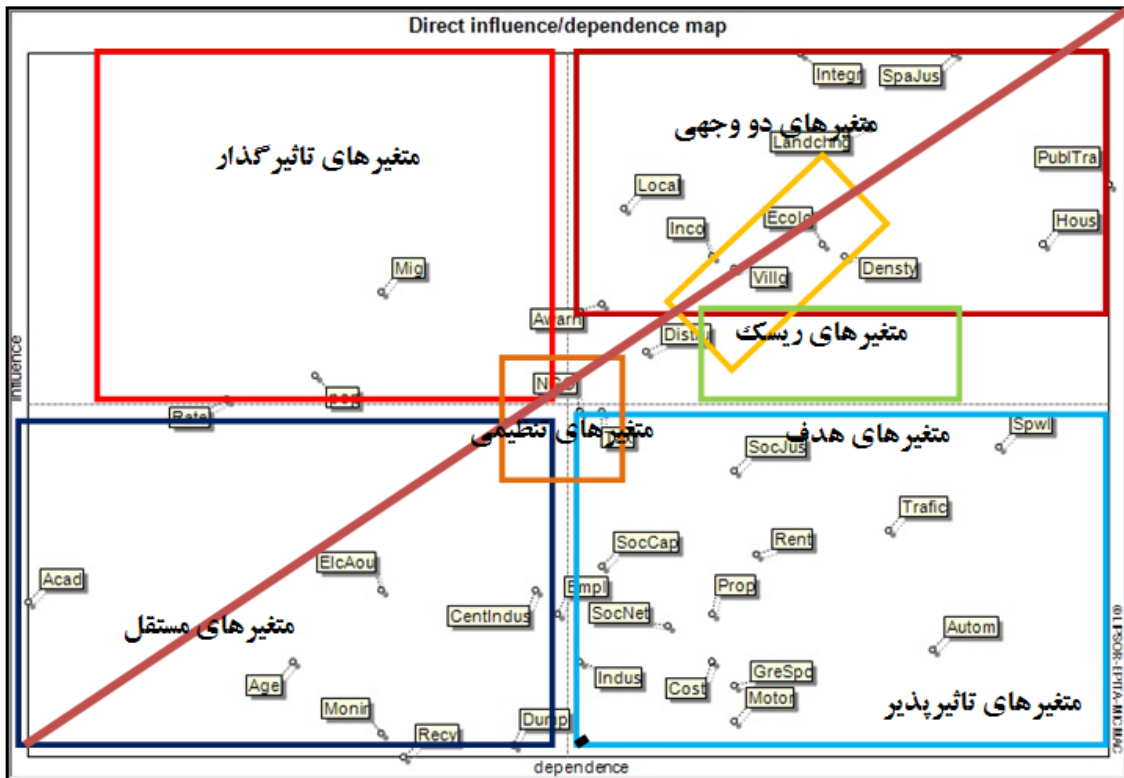 Direct influence/dependence map
Integr
SpaJus
متغیرهای دو وجهی
Landchng
متغیرهای تاثیرگذار
PublTra
Local
Ecolg
Inco
Hous
Mig
Villg
Densty
Awarn
Distri
متغیرهای ریسک
influence
NGO
pop
Rate
متغیرهای تنظیمی
متغیرهای هدف
SocJus
Spwl
Trafic
SocCap
Rent
ElcAou
Acad
Empl
Prop
CentIndus
SocNet
متغیرهای مستقل
Autom
Age
Indus
Cost
GreSpc
Motor
متغیرهای تاثیرپذیر
Monir
Dump
Recy
dependence
© LIPSOR-EPITA-MICMAC